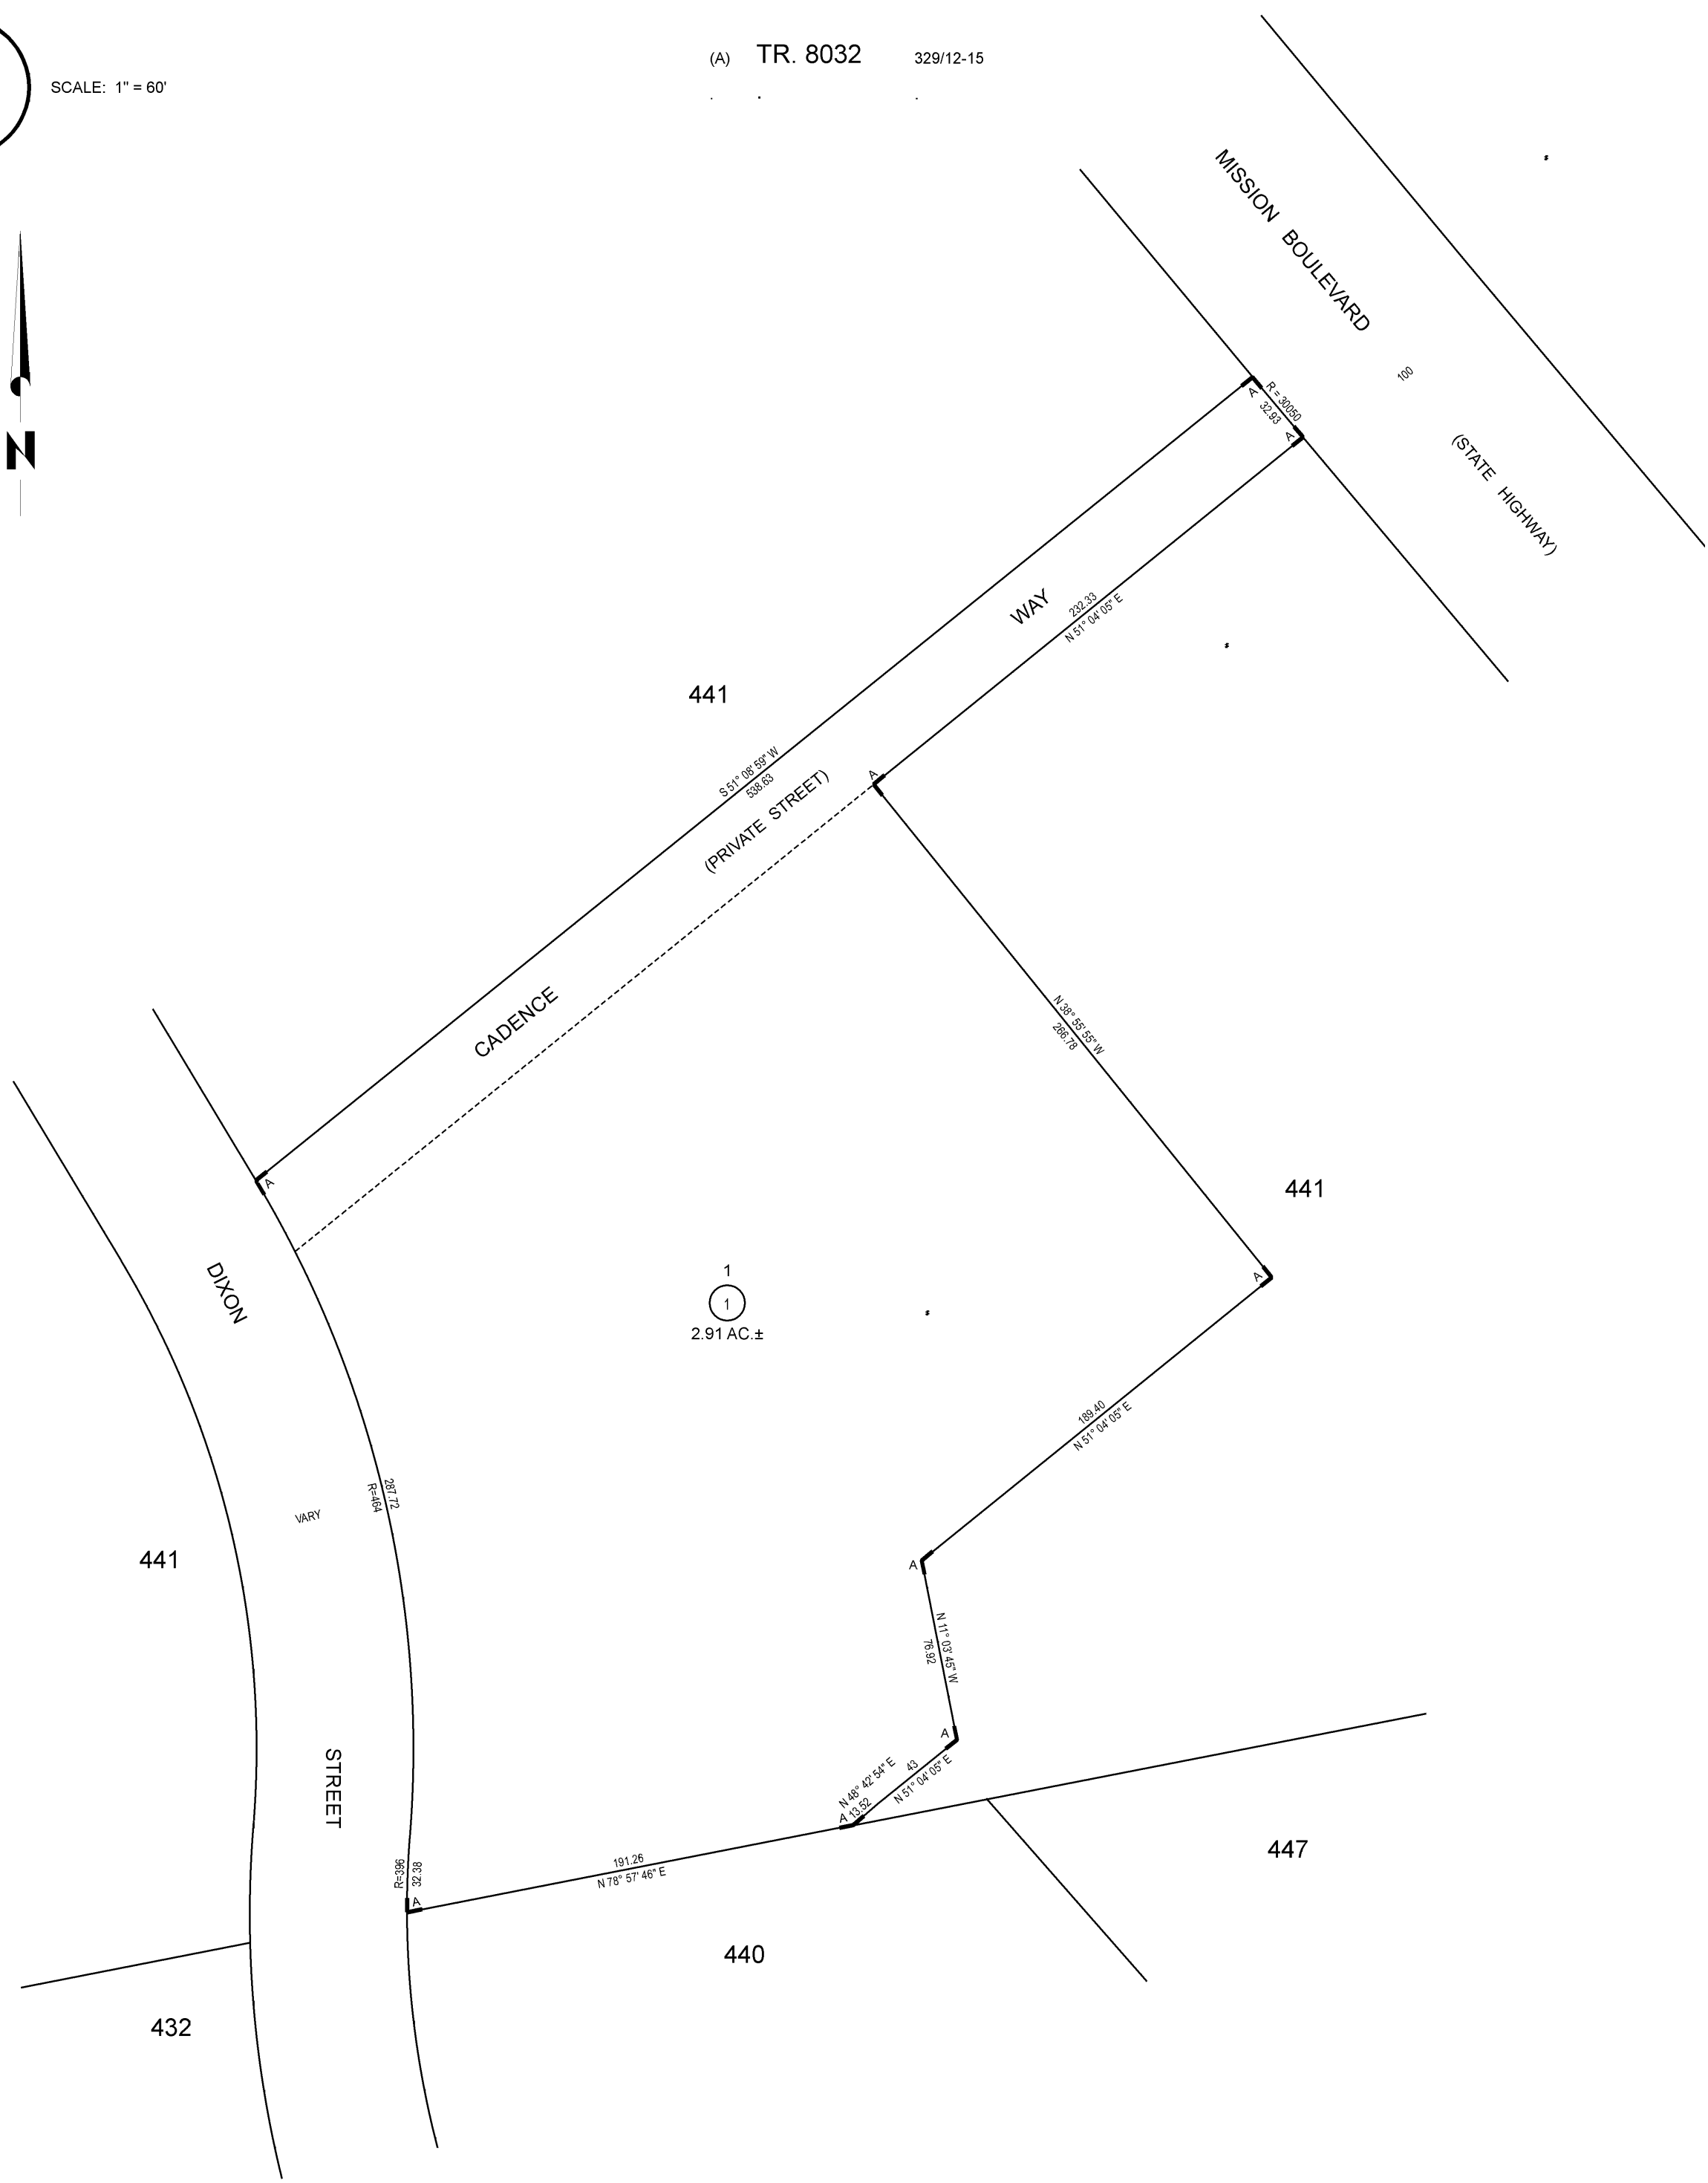 (A) TR. 8032 329/12-15
SCALE: 1" = 60'
MISSION BOULEVARD
100
(STATE HIGHWAY)
N
A
R = 30050
32.93
A
WAY
232.33
N 51° 04' 05" E
441
S 51° 08' 59" W
538.63
(PRIVATE STREET)
A
CADENCE
N 38° 55' 55" W
266.78
A
441
A
DIXON
1
1
2.91 AC.±
189.40
N 51° 04' 05" E
287.72
R=464
VARY
441
A
N 11° 03' 45" W
76.92
A
STREET
N 48° 42' 54" E
43
N 51° 04' 05" E
A 13.52
447
R=396
32.38
A
191.26
N 78° 57' 46" E
440
432